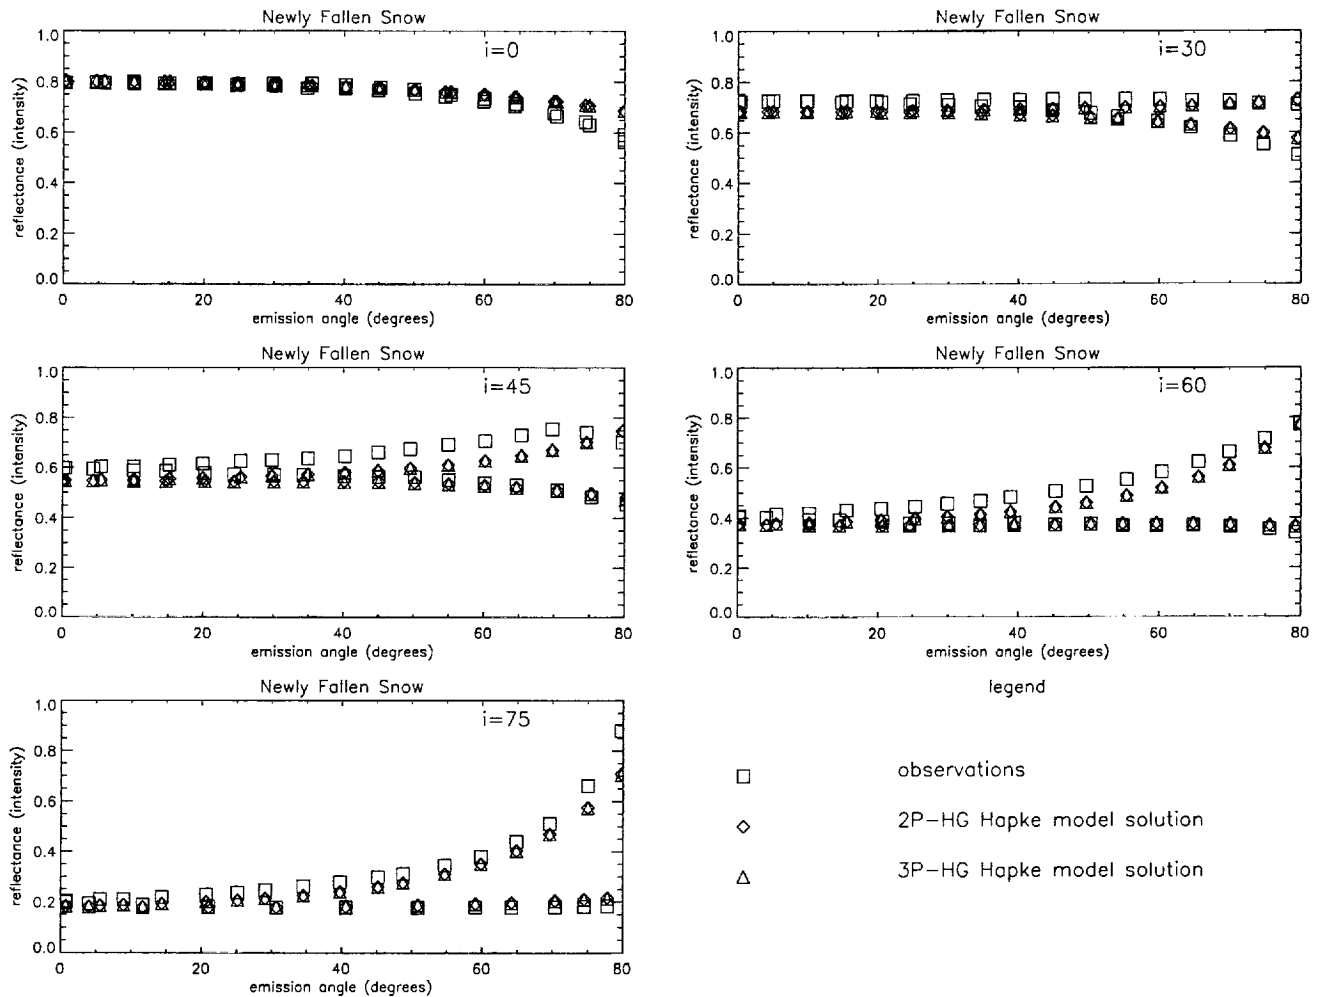 Newly Fallen Snow
i=0
1.0
0.8
0.6
0.4
0.2
0.0
reflectance (intensity)
0 20 40 60 80
emission angle (degrees)
Newly Fallen Snow
i=30
1.0
0.8
0.6
0.4
0.2
0.0
reflectance (intensity)
0 20 40 60 80
emission angle (degrees)
Newly Fallen Snow
i=45
1.0
0.8
0.6
0.4
0.2
0.0
reflectance (intensity)
0 20 40 60 80
emission angle (degrees)
Newly Fallen Snow
i=60
1.0
0.8
0.6
0.4
0.2
0.0
reflectance (intensity)
0 20 40 60 80
emission angle (degrees)
Newly Fallen Snow
i=75
1.0
0.8
0.6
0.4
0.2
0.0
reflectance (intensity)
0 20 40 60 80
emission angle (degrees)
legend
observations
2P-HG Hapke model solution
3P-HG Hapke model solution